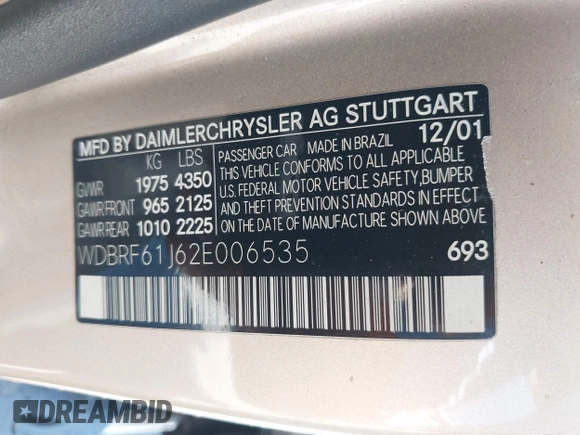 MFD BY DAIMLERCHRYSLER AG STUTTGART
KG LBS PASSENGER CAR MADE IN BRAZIL 12/01
GVWR 1975 4350 THIS VEHICLE CONFORMS TO ALL APPLICABLE
GAWR FRONT 965 2125 U.S. FEDERAL MOTOR VEHICLE SAFETY, BUMPER
GAWR REAR 1010 2225 AND THEFT PREVENTION STANDARDS IN EFFECT
ON THE DATE OF MANUFACTURE SHOWN ABOVE.
WDBRF61J62E006535 693
DREAMBID